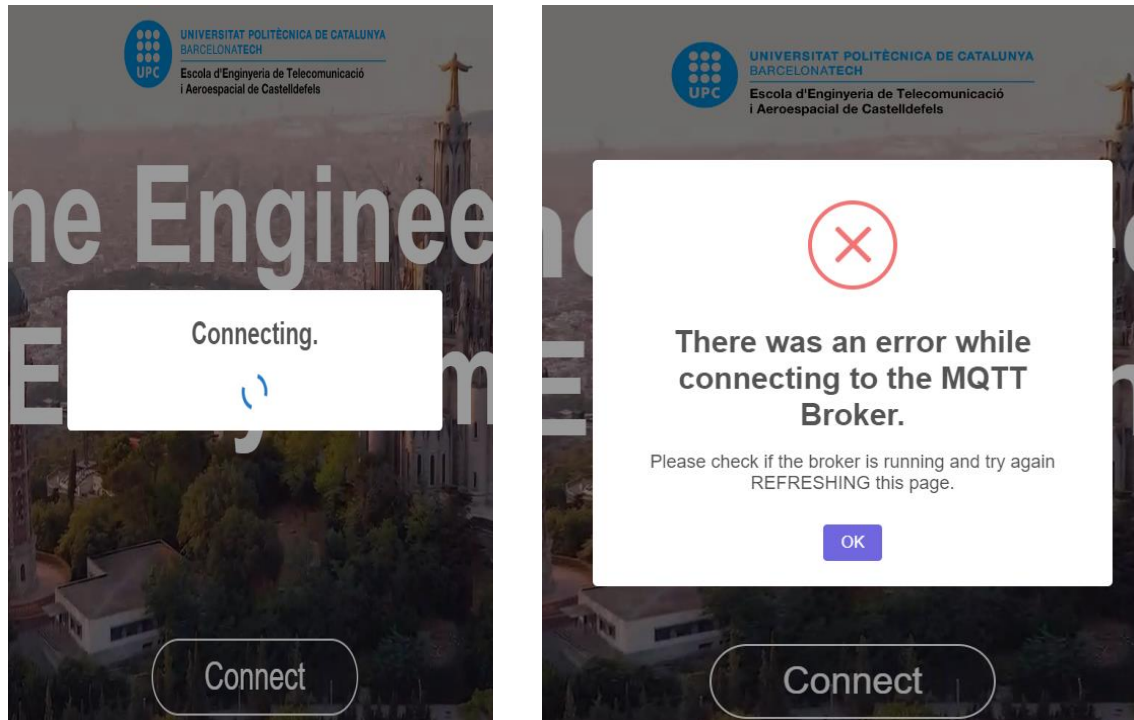 UNIVERSITAT POLITÈCNICA DE CATALUNYA
BARCELONATECH
UPC
Escola d'Enginyeria de Telecomunicació
i Aeroespacial de Castelldefels
ne Enginee
Connecting.
Connect
UNIVERSITAT POLITÈCNICA DE CATALUNYA
BARCELONATECH
UPC
Escola d'Enginyeria de Telecomunicació
i Aeroespacial de Castelldefels
There was an error while
connecting to the MQTT
Broker.
Please check if the broker is running and try again
REFRESHING this page.
OK
Connect